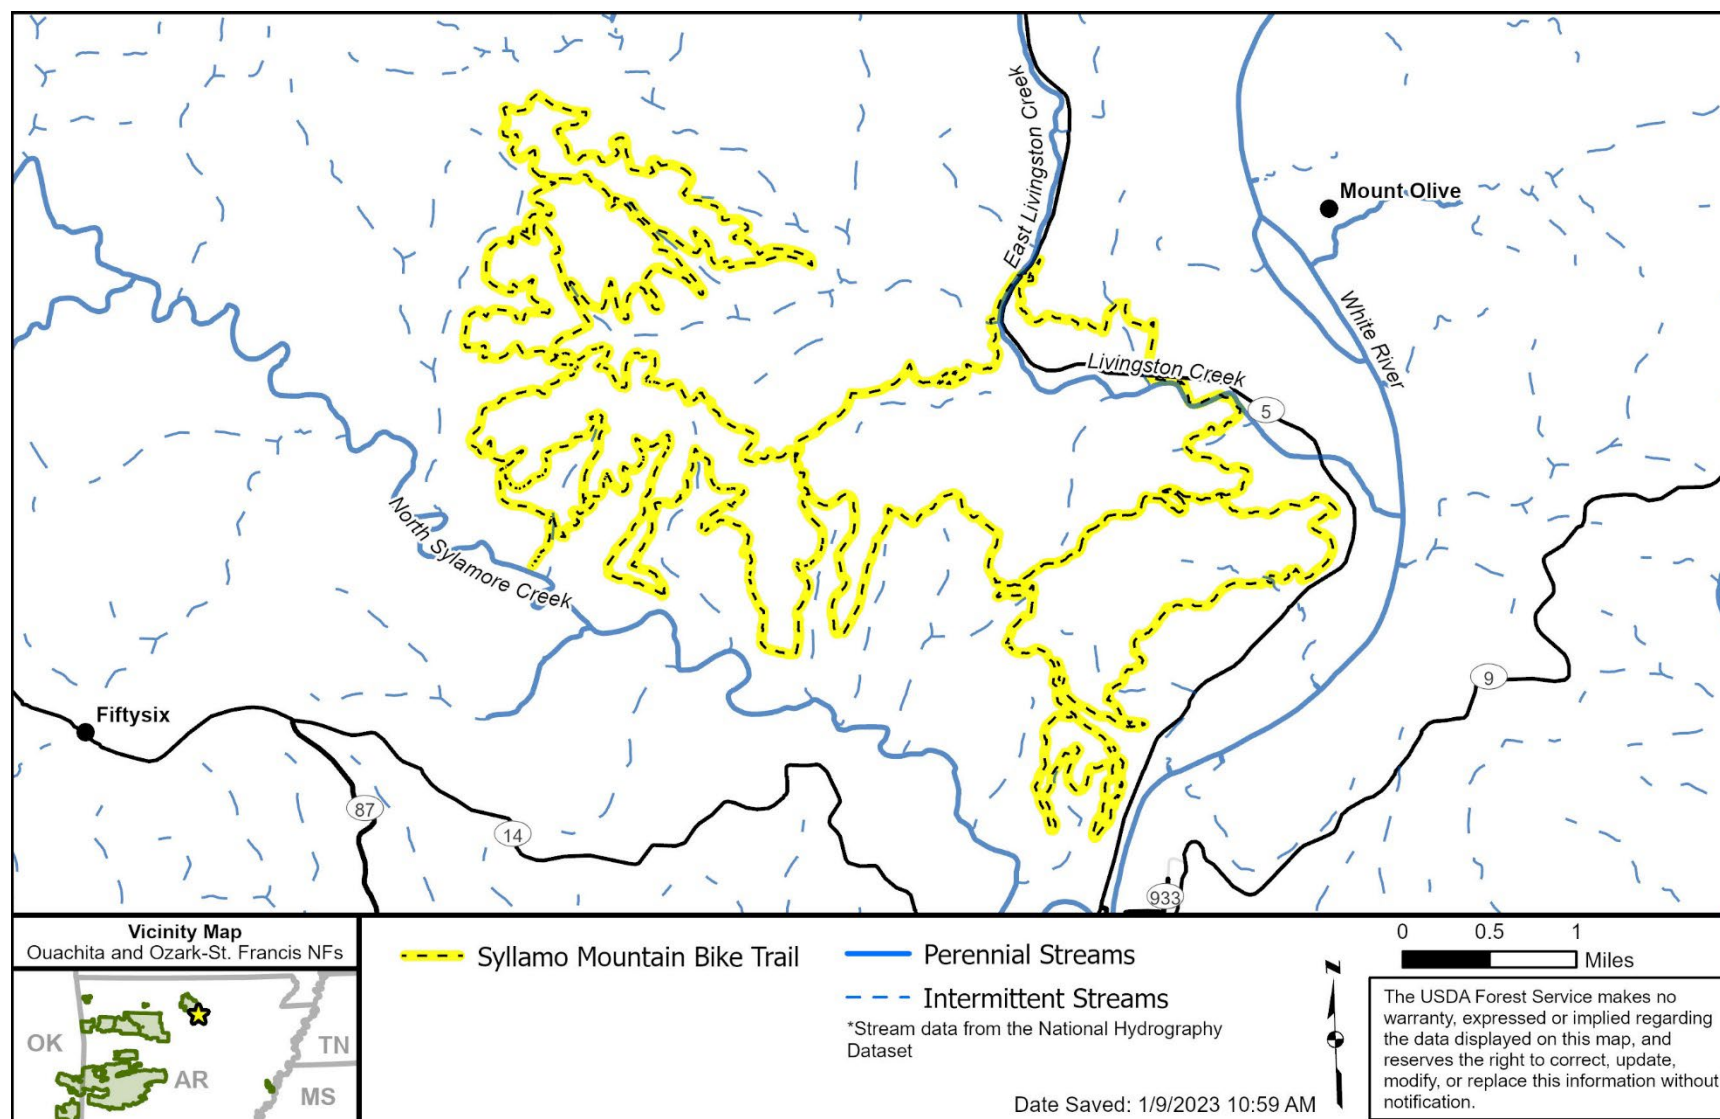 East Livingston Creek
Mount Olive
White River
Livingston Creek
5
North Sylamore Creek
9
Fiftysix
87
14
933
Vicinity Map
Ouachita and Ozark-St. Francis NFs
OK
AR
TN
MS
Syllamo Mountain Bike Trail
Perennial Streams
Intermittent Streams
*Stream data from the National Hydrography
Dataset
Date Saved: 1/9/2023 10:59 AM
N
0 0.5 1
Miles
The USDA Forest Service makes no
warranty, expressed or implied regarding
the data displayed on this map, and
reserves the right to correct, update,
modify, or replace this information without
notification.